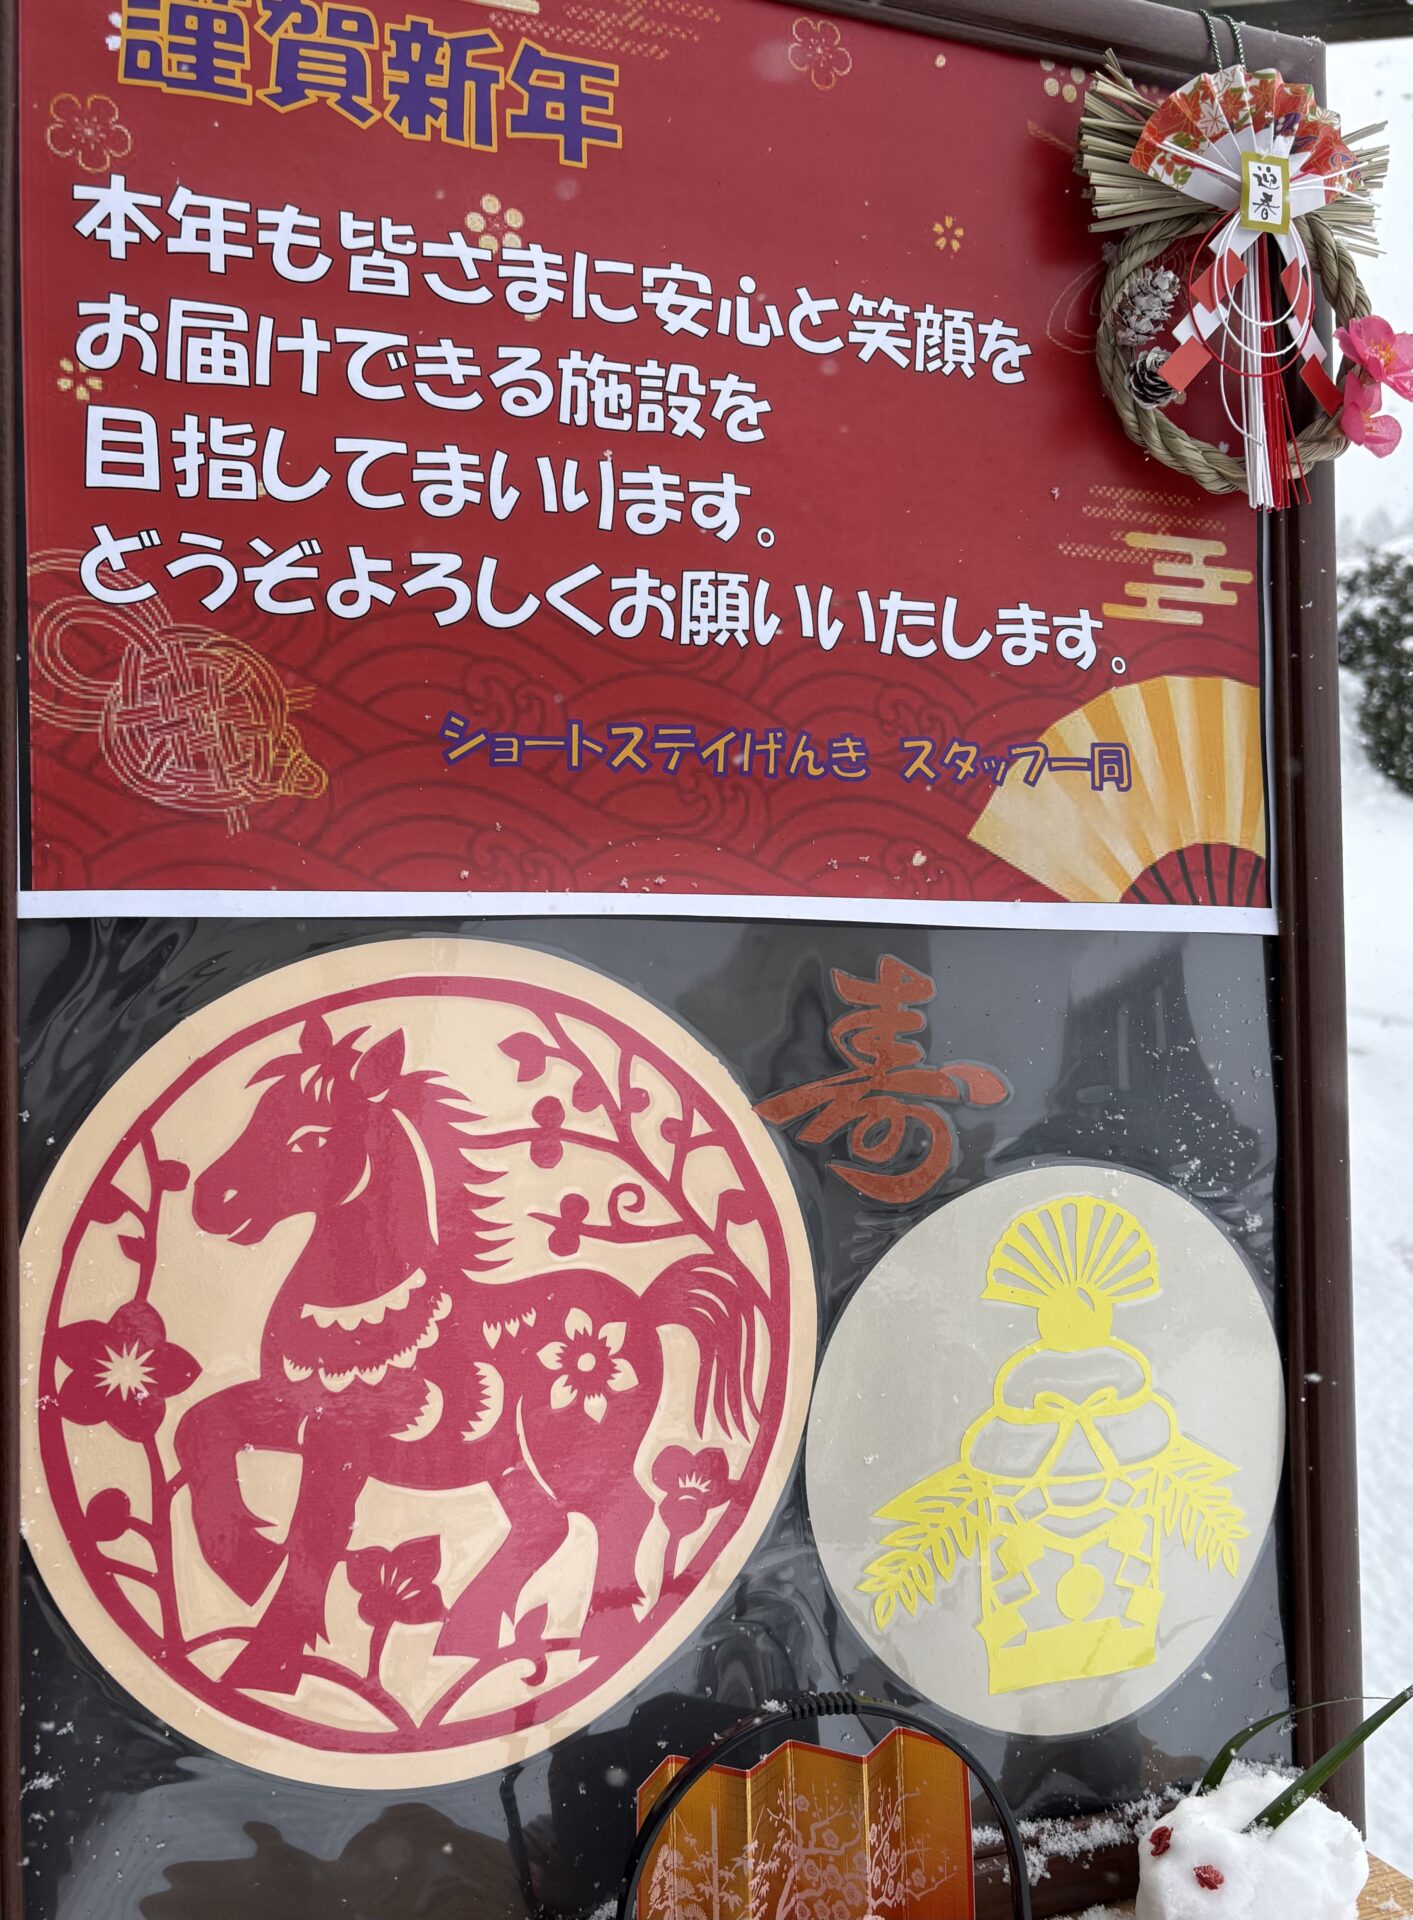 謹賀新年
迎春
本年も皆さまに安心と笑顔を
お届けできる施設を
目指してまいります。
どうぞよろしくお願いいたします。
ショートステイげんき スタッフ一同
寿